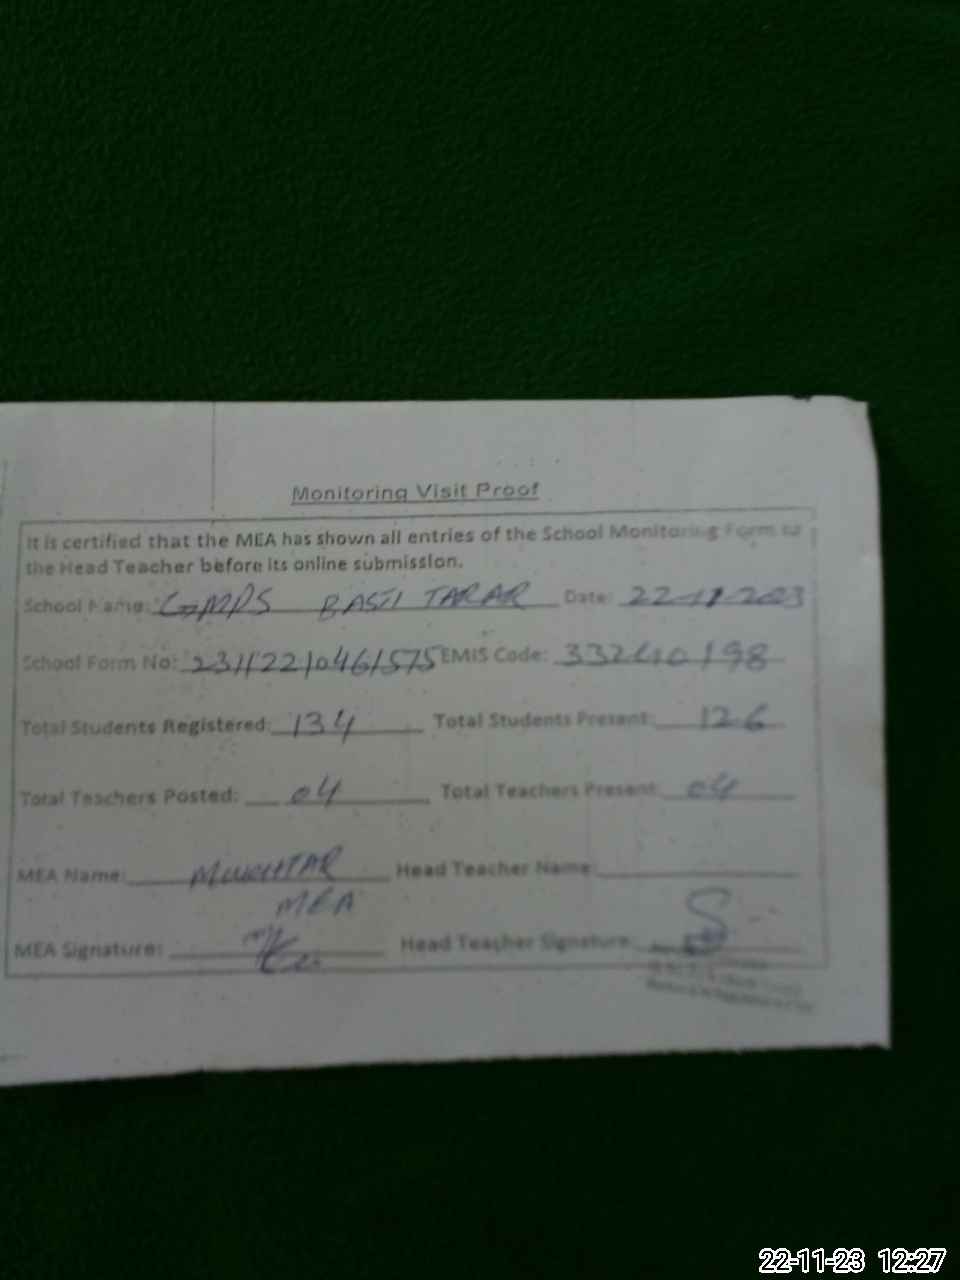 Monitoring Visit Proof
It is certified that the MEA has shown all entries of the School Monitoring Form to
the Head Teacher before its online submission.
School Name: GMPS BASTI TARAR Date: 22-11-2023
School Form No: 23112210461575 EMIS Code: 33240198
Total Students Registered: 134 Total Students Present: 126
Total Teachers Posted: 04 Total Teachers Present: 04
MEA Name: MUKHTAR Head Teacher Name:
MEA
MEA Signature: Head Teacher Signature:
22-11-23 12:27